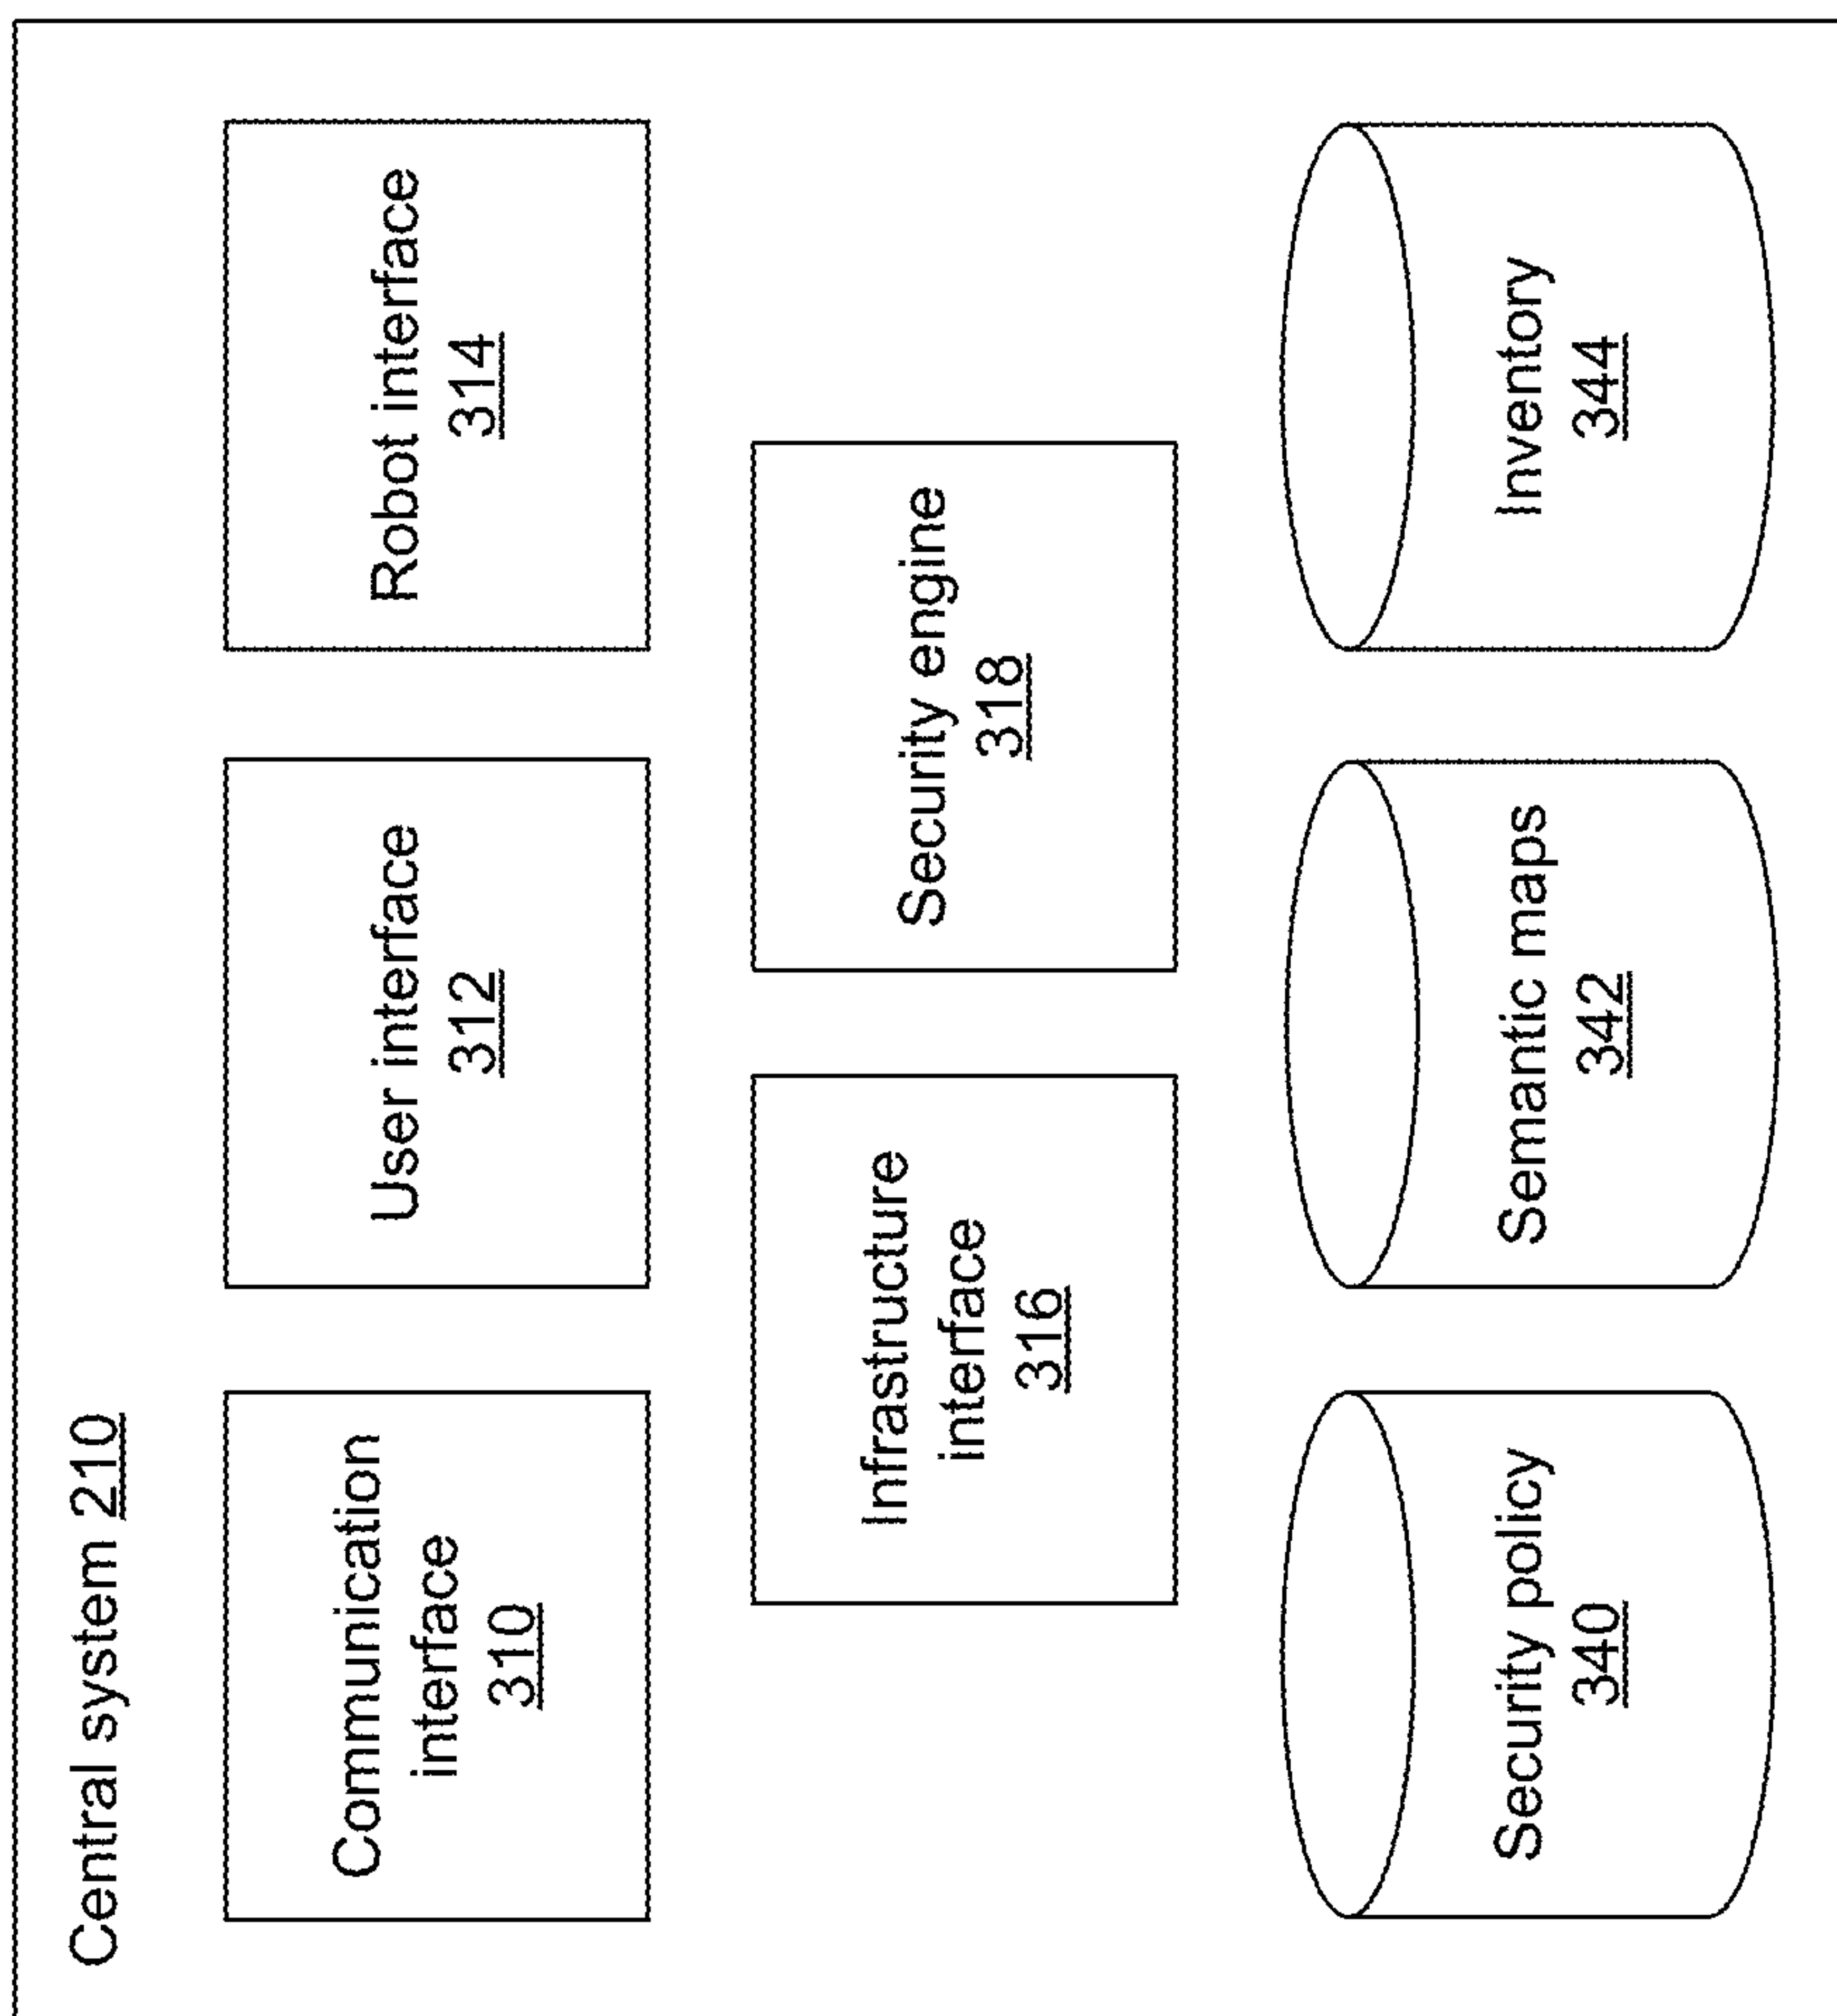 Central system 210
Communication
interface
310
User interface
312
Robot interface
314
Infrastructure
interface
316
Security engine
318
Security policy
340
Semantic maps
342
Inventory
344